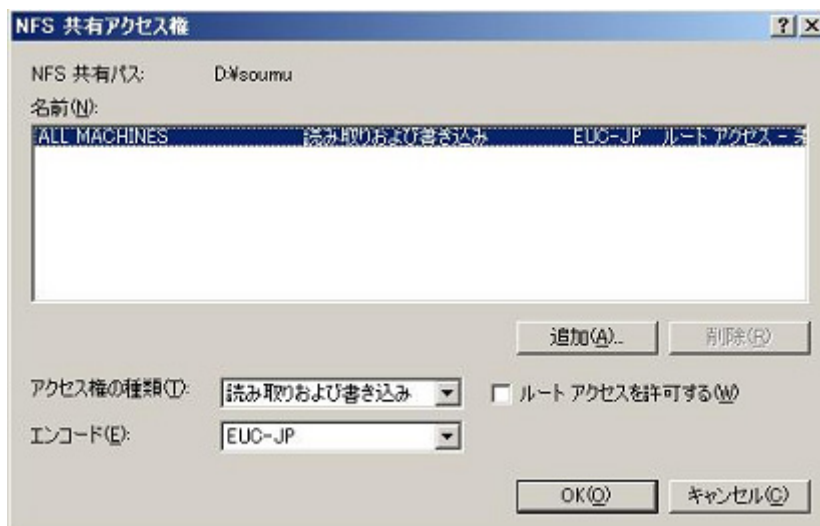 NFS 共有アクセス権
NFS 共有パス: D:¥soumu
名前(N):
ALL MACHINES 読み取りおよび書き込み EUC-JP ルート アクセス -
追加(A)... 削除(R)
アクセス権の種類(T): 読み取りおよび書き込み ルート アクセスを許可する(W)
エンコード(E): EUC-JP
OK(O) キャンセル(C)